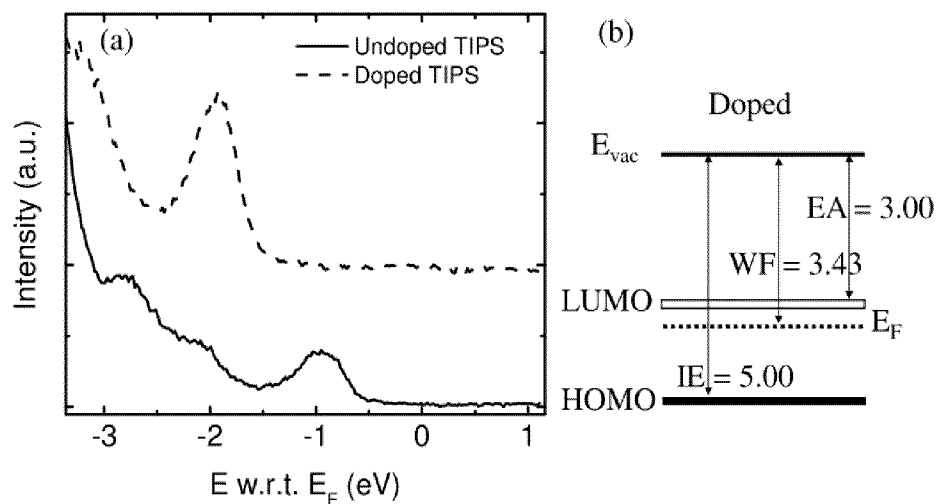 (a)
Undoped TIPS
Doped TIPS
Intensity (a.u.)
-3 -2 -1 0 1
E w.r.t. E_F (eV)
(b)
Doped
E_vac
EA = 3.00
WF = 3.43
LUMO
E_F
IE = 5.00
HOMO